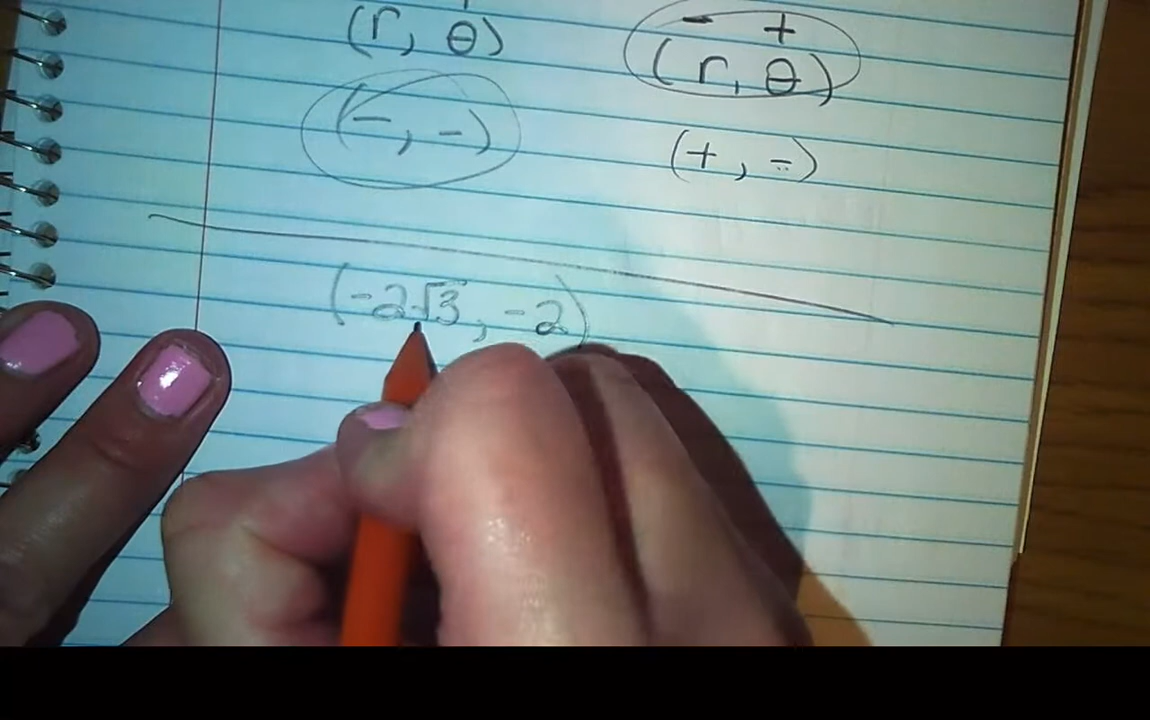 (r, θ)
- +
(r, θ)
(-, -)
(+, -)
(-2√3, -2)